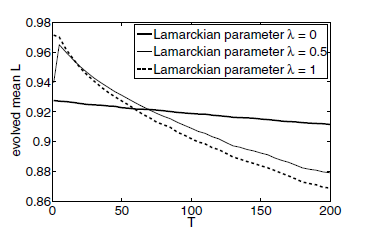 0.98
0.96
0.94
0.92
0.9
0.88
0.86
evolved mean L
Lamarckian parameter λ = 0
Lamarckian parameter λ = 0.5
Lamarckian parameter λ = 1
0
50
100
150
200
T